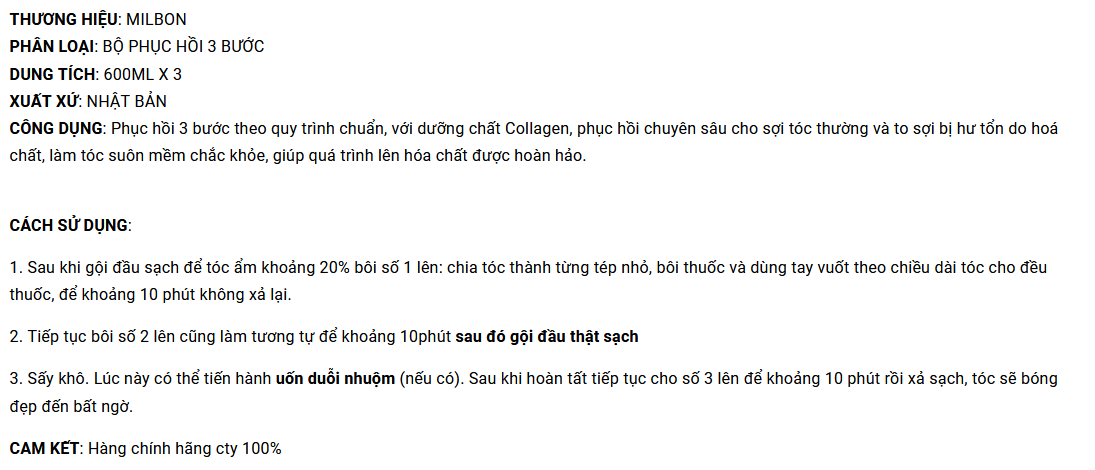 THƯƠNG HIỆU: MILBON
PHÂN LOẠI: BỘ PHỤC HỒI 3 BƯỚC
DUNG TÍCH: 600ML X 3
XUẤT XỨ: NHẬT BẢN
CÔNG DỤNG: Phục hồi 3 bước theo quy trình chuẩn, với dưỡng chất Collagen, phục hồi chuyên sâu cho sợi tóc thường và to sợi bị hư tổn do hoá
chất, làm tóc suôn mềm chắc khỏe, giúp quá trình lên hóa chất được hoàn hảo.
CÁCH SỬ DỤNG:
1. Sau khi gội đầu sạch để tóc ẩm khoảng 20% bôi số 1 lên: chia tóc thành từng tép nhỏ, bôi thuốc và dùng tay vuốt theo chiều dài tóc cho đều
thuốc, để khoảng 10 phút không xả lại.
2. Tiếp tục bôi số 2 lên cũng làm tương tự để khoảng 10phút sau đó gội đầu thật sạch
3. Sấy khô. Lúc này có thể tiến hành uốn duỗi nhuộm (nếu có). Sau khi hoàn tất tiếp tục cho số 3 lên để khoảng 10 phút rồi xả sạch, tóc sẽ bóng
đẹp đến bất ngờ.
CAM KẾT: Hàng chính hãng cty 100%